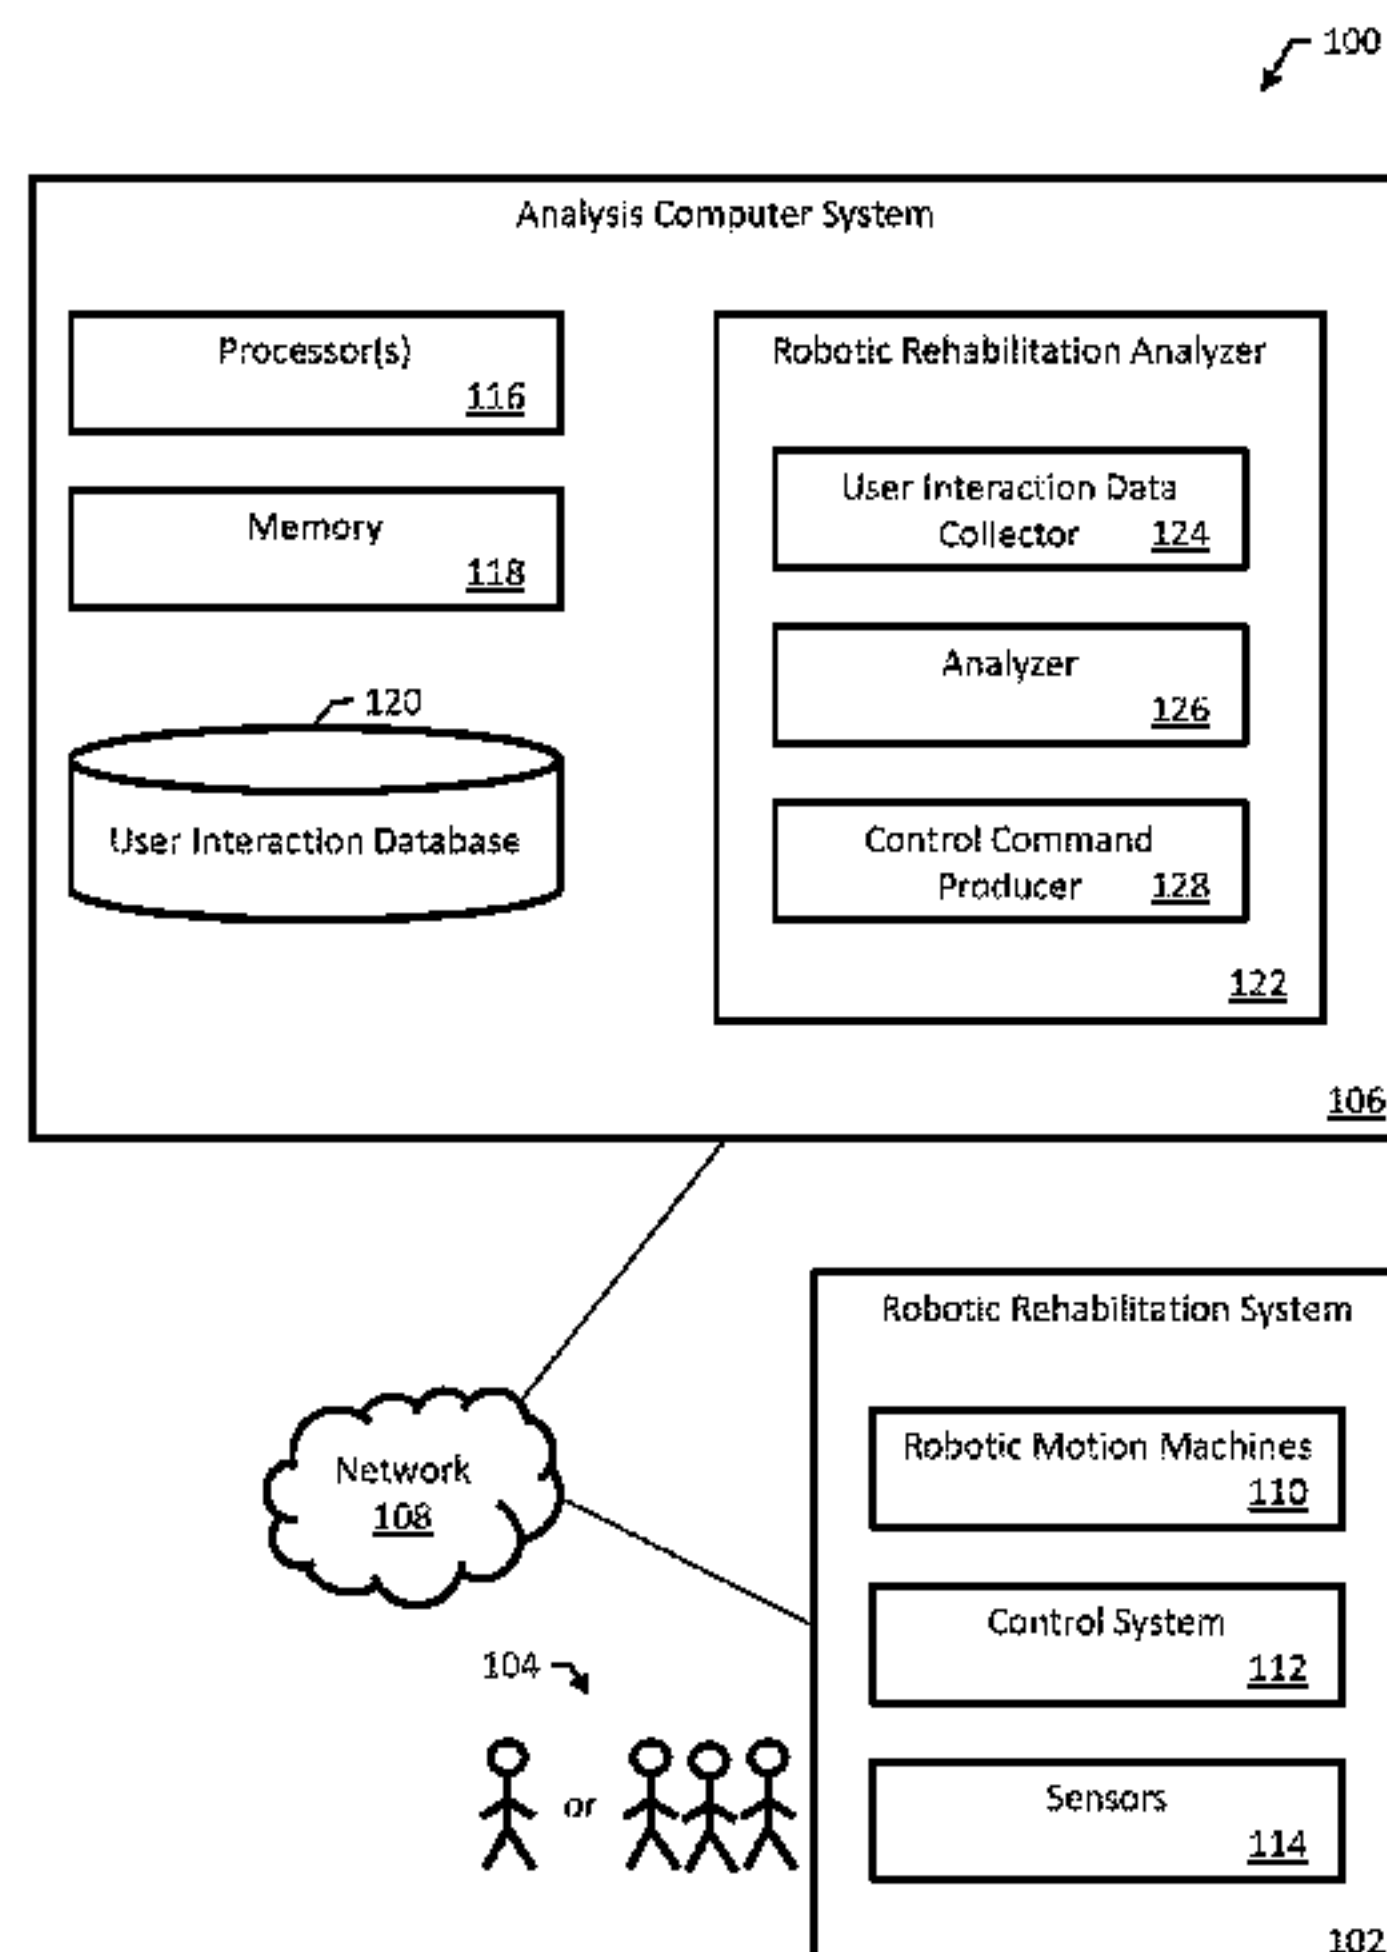 100
Analysis Computer System
Processor(s)
116
Memory
118
120
User Interaction Database
Robotic Rehabilitation Analyzer
User Interaction Data
Collector 124
Analyzer
126
Control Command
Producer 128
122
106
Network
108
104
or
Robotic Rehabilitation System
Robotic Motion Machines
110
Control System
112
Sensors
114
102